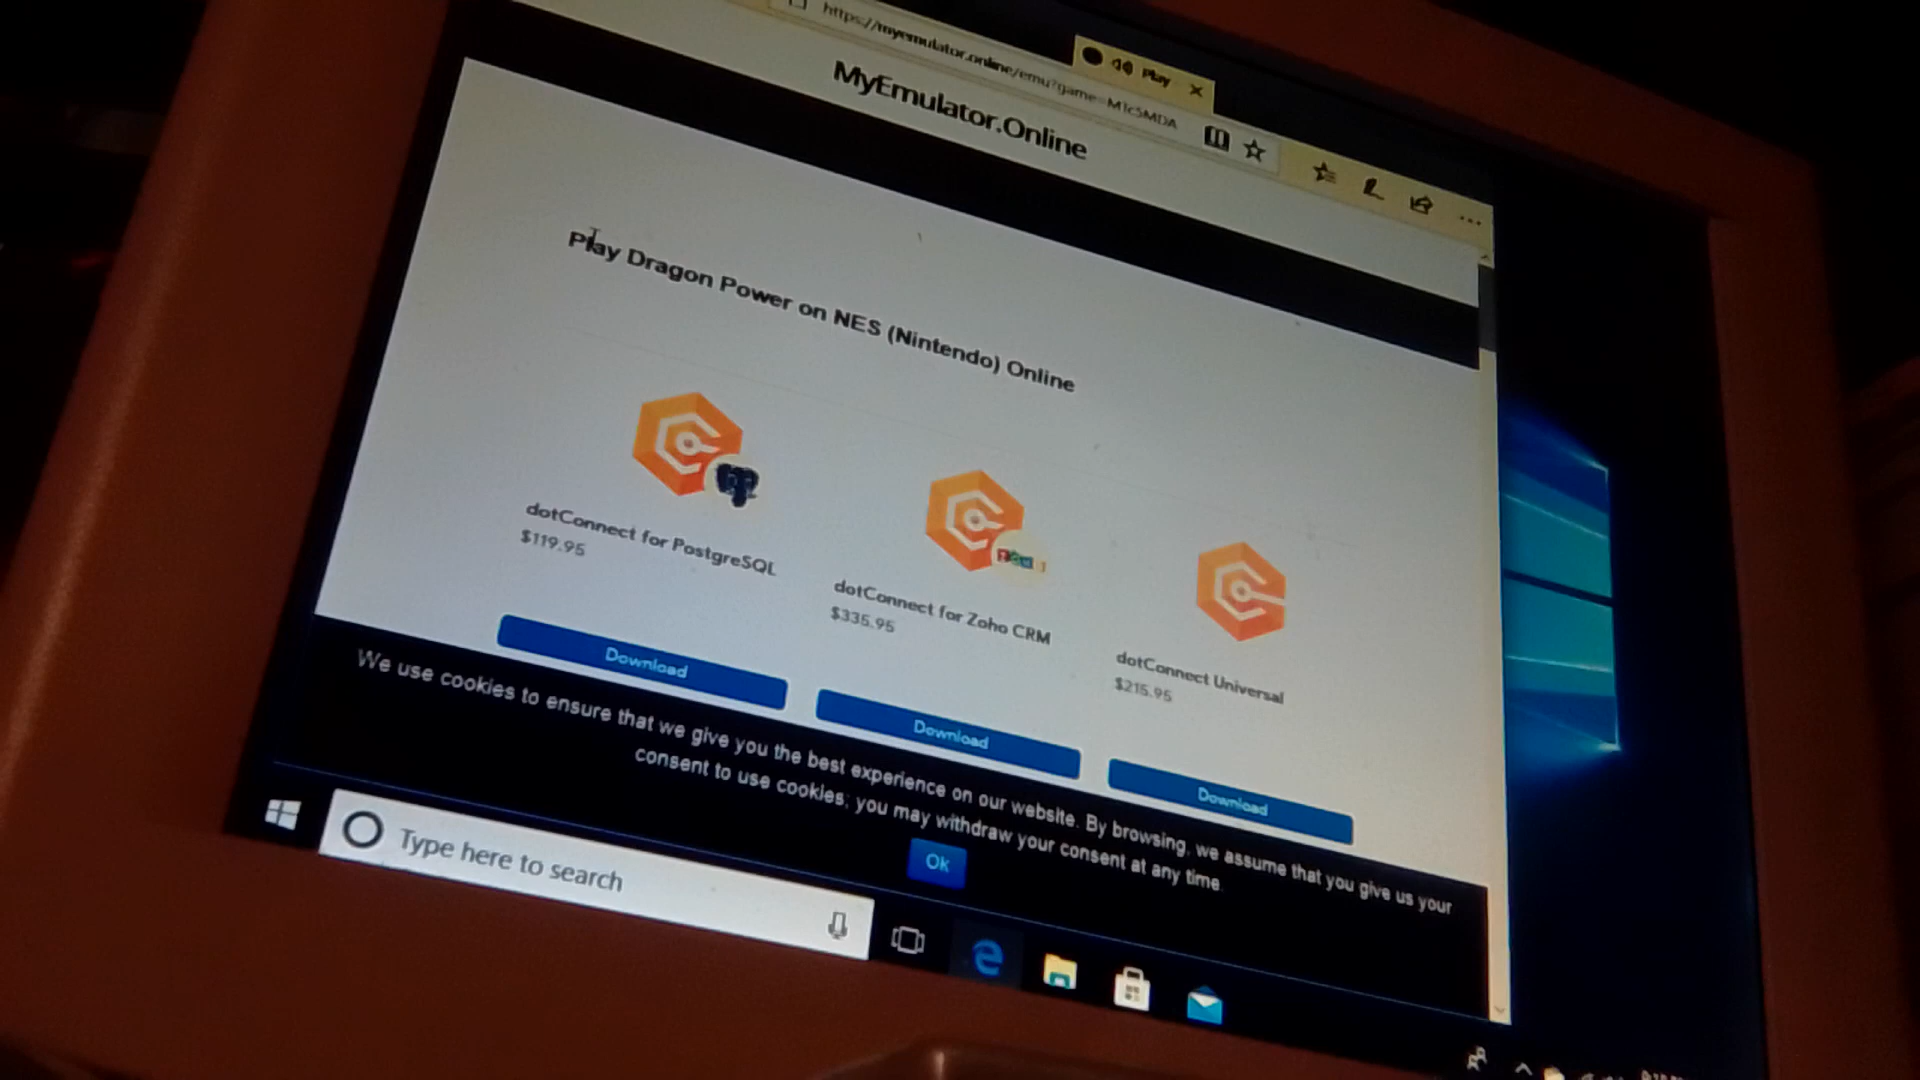 https://myemulator.online/emu?game=M1c5MDA
Play
MyEmulator.Online
Play Dragon Power on NES (Nintendo) Online
dotConnect for PostgreSQL
$119.95
Download
dotConnect for Zoho CRM
$335.95
Download
dotConnect Universal
$215.95
Download
We use cookies to ensure that we give you the best experience on our website. By browsing, we assume that you give us your
consent to use cookies; you may withdraw your consent at any time.
Ok
Type here to search